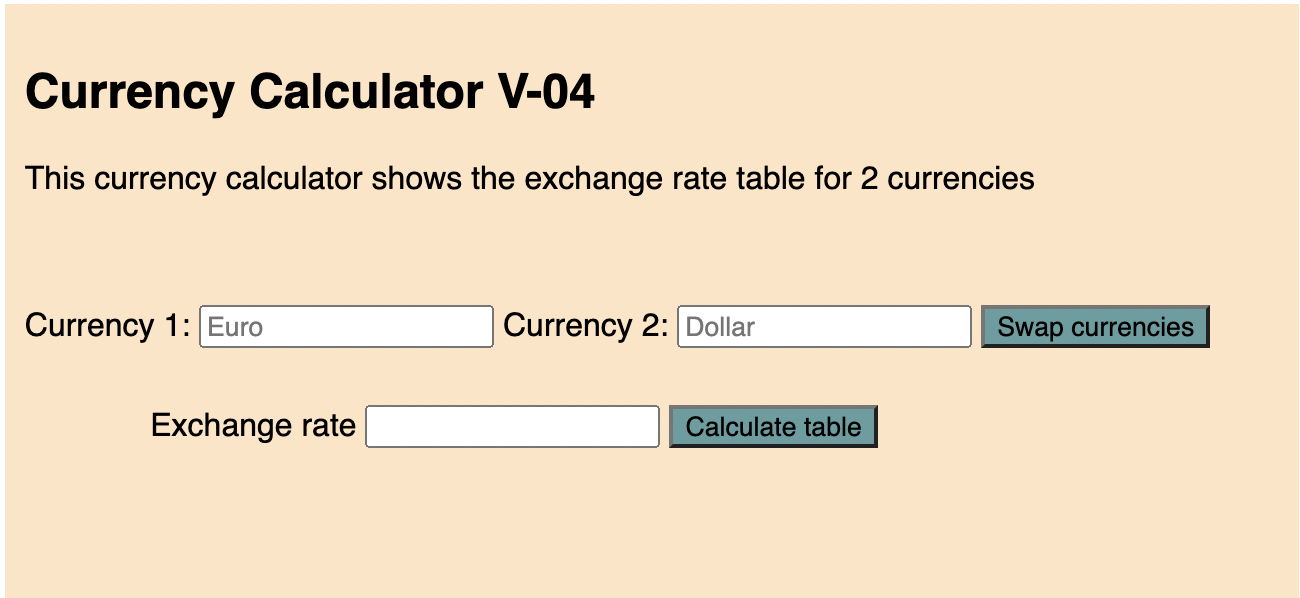 Currency Calculator V-04
This currency calculator shows the exchange rate table for 2 currencies
Currency 1: Euro Currency 2: Dollar Swap currencies
Exchange rate Calculate table